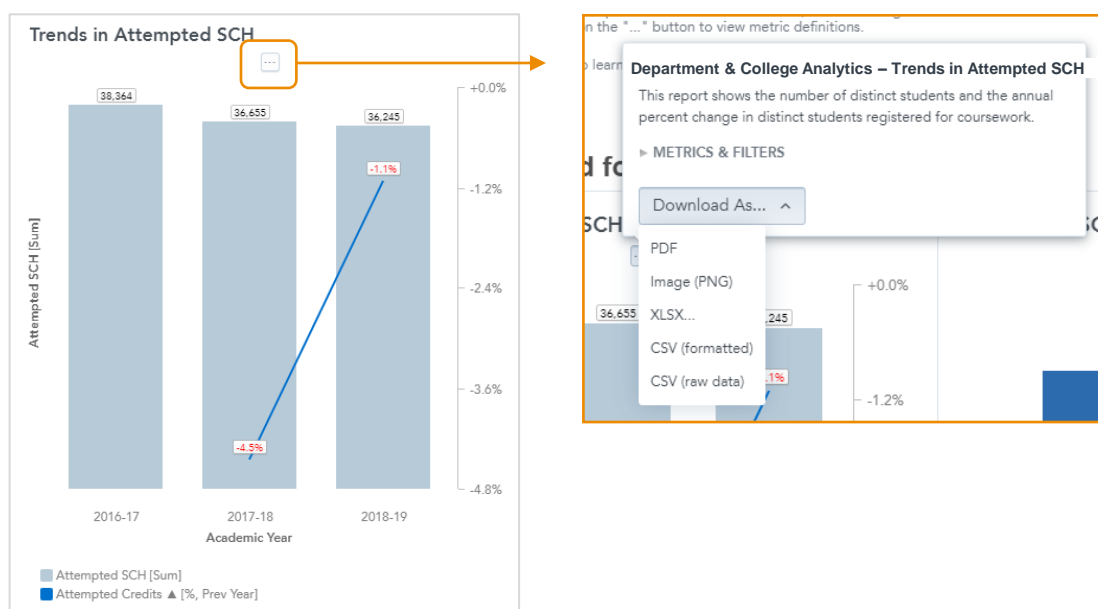 Trends in Attempted SCH
...
38,364
36,655
36,245
+0.0%
-1.1%
-1.2%
-2.4%
-3.6%
-4.5%
-4.8%
Attempted SCH [Sum]
2016-17 2017-18 2018-19
Academic Year
Attempted SCH [Sum]
Attempted Credits ▲ [%, Prev Year]
n the "..." button to view metric definitions.
learn
Department & College Analytics – Trends in Attempted SCH
This report shows the number of distinct students and the annual
percent change in distinct students registered for coursework.
▶ METRICS & FILTERS
d fo
Download As...
SCH
PDF
Image (PNG)
XLSX...
CSV (formatted)
CSV (raw data)
+0.0%
36,655
,245
.1%
-1.2%